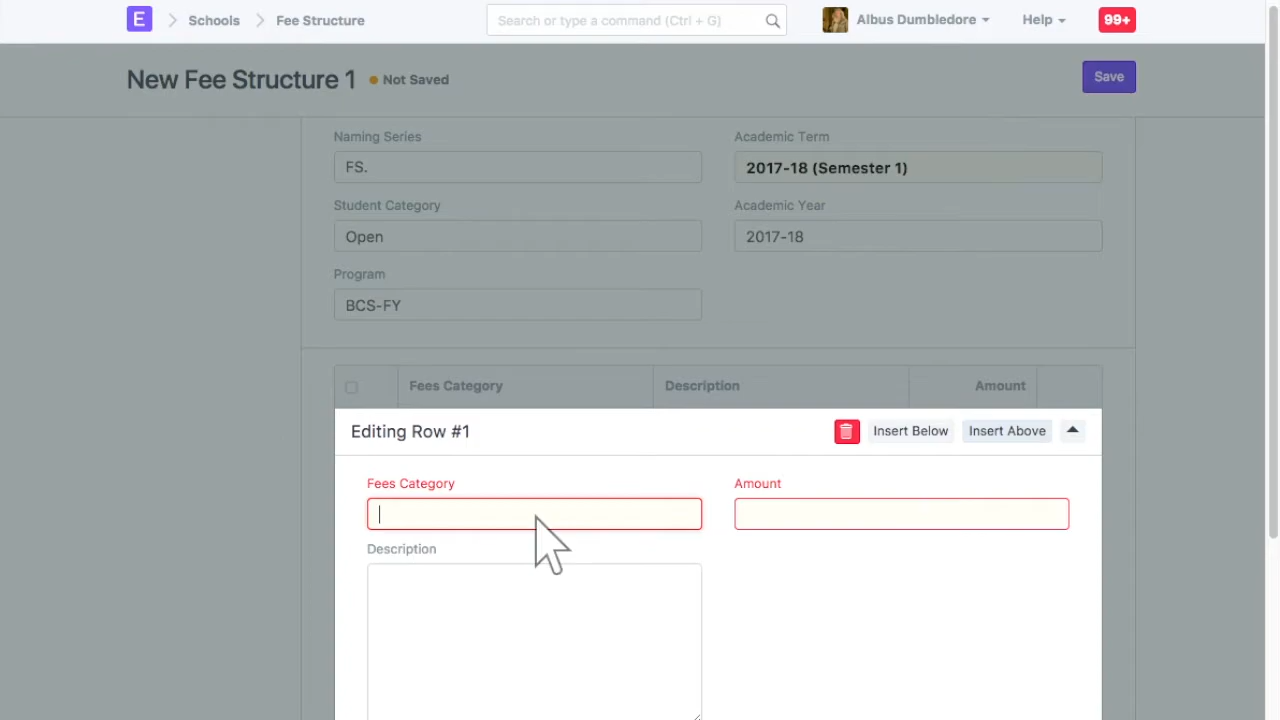 E Schools Fee Structure Search or type a command (Ctrl + G) Albus Dumbledore Help 99+
New Fee Structure 1 Not Saved Save
Naming Series Academic Term
FS. 2017-18 (Semester 1)
Student Category Academic Year
Open 2017-18
Program
BCS-FY
Fees Category Description Amount
Editing Row #1 Insert Below Insert Above
Fees Category Amount
Description